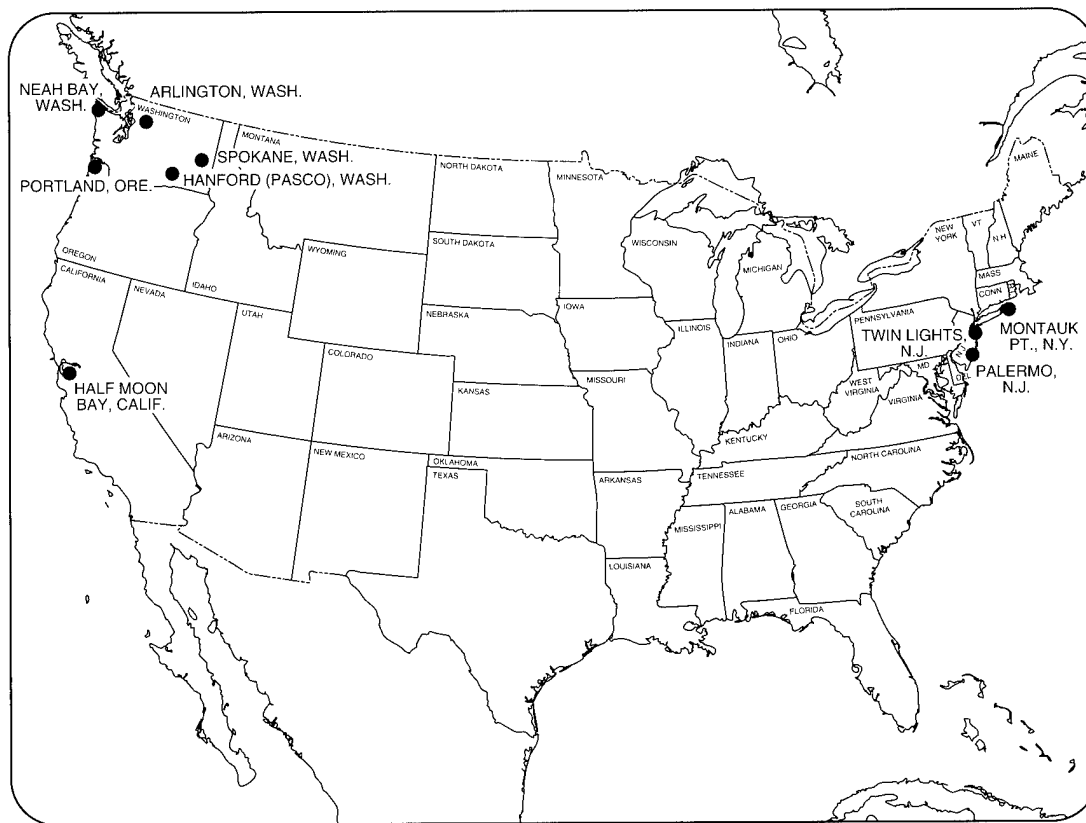 NEAH BAY,
WASH.
ARLINGTON, WASH.
WASHINGTON
SPOKANE, WASH.
HANFORD (PASCO), WASH.
PORTLAND, ORE.
MONTANA
NORTH DAKOTA
MINNESOTA
MAINE
SOUTH DAKOTA
WISCONSIN
MICHIGAN
NEW
YORK
VT
N H
MASS
CONN
OREGON
IDAHO
WYOMING
CALIFORNIA
NEVADA
UTAH
NEBRASKA
IOWA
ILLINOIS
INDIANA
OHIO
PENNSYLVANIA
TWIN LIGHTS,
N.J.
MONTAUK
PT., N.Y.
N J
PALERMO,
N.J.
MD
DEL
HALF MOON
BAY, CALIF.
COLORADO
KANSAS
MISSOURI
WEST
VIRGINIA
VIRGINIA
KENTUCKY
ARIZONA
NEW MEXICO
OKLAHOMA
TEXAS
ARKANSAS
TENNESSEE
NORTH CAROLINA
MISSISSIPPI
ALABAMA
GEORGIA
SOUTH
CAROLINA
LOUISIANA
FLORIDA